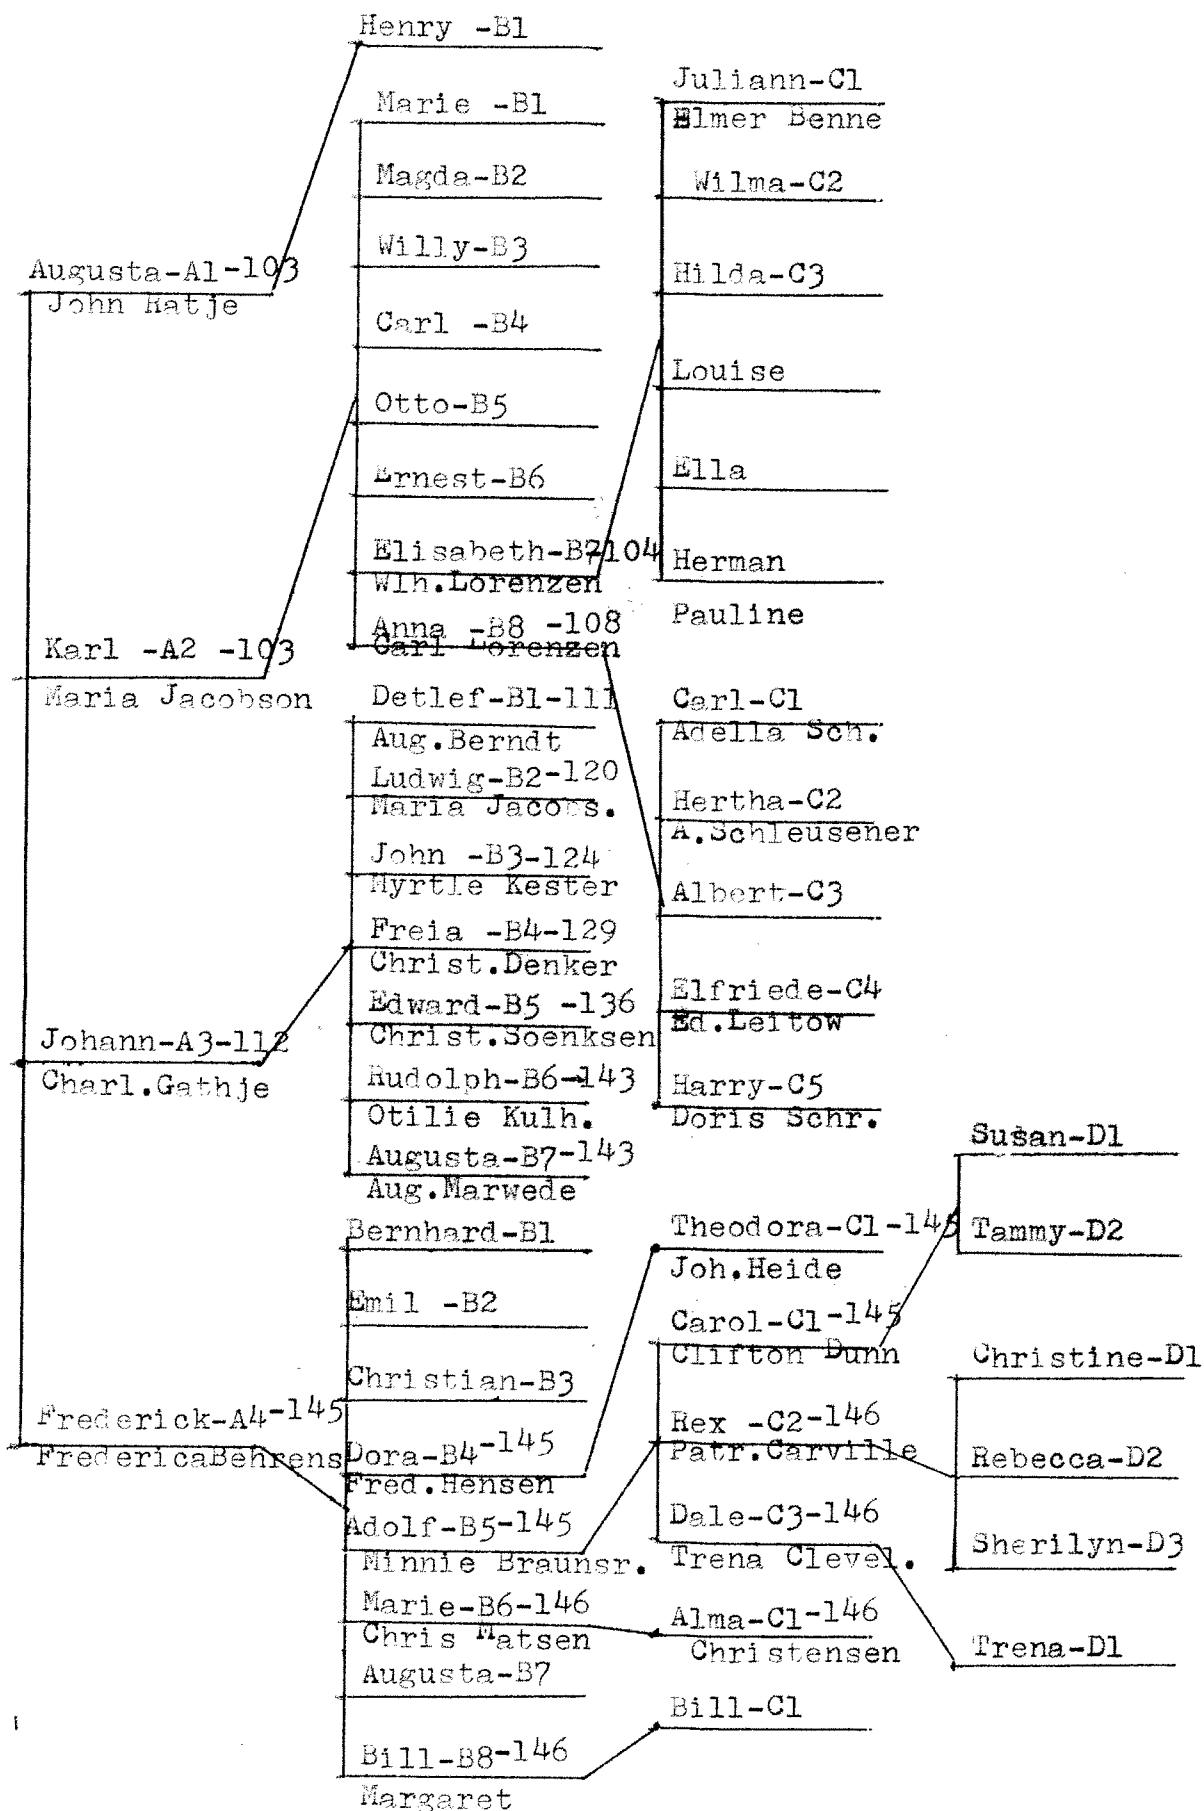 Augusta-A1-103
John Ratje
Karl -A2 -103
Maria Jacobson
Johann-A3-112
Charl.Gathje
Frederick-A4-145
FredericaBehrens
Henry -B1
Marie -B1
Magda-B2
Willy-B3
Carl -B4
Otto-B5
Ernest-B6
Elisabeth-B7104
Wlh.Lorenzen
Anna -B8 -108
Carl Lorenzen
Detlef-B1-111
Aug.Berndt
Ludwig-B2-120
Maria Jacobs.
John -B3-124
Myrtle Kester
Freia -B4-129
Christ.Denker
Edward-B5 -136
Christ.Soenksen
Rudolph-B6-143
Otilie Kulh.
Augusta-B7-143
Aug.Marwede
Bernhard-B1
Emil -B2
Christian-B3
Dora-B4-145
Fred.Hensen
Adolf-B5-145
Minnie Braunsr.
Marie-B6-146
Chris Matsen
Augusta-B7
Bill-B8-146
Margaret
Juliann-C1
Elmer Benne
Wilma-C2
Hilda-C3
Louise
Ella
Herman
Pauline
Carl-C1
Adella Sch.
Hertha-C2
A.Schleusener
Albert-C3
Elfriede-C4
Ed.Leitow
Harry-C5
Doris Schr.
Theodora-C1-145
Joh.Heide
Carol-C1-145
Clifton Dunn
Rex -C2-146
Patr.Carville
Dale-C3-146
Trena Clevel.
Alma-C1-146
Christensen
Bill-C1
Susan-D1
Tammy-D2
Christine-D1
Rebecca-D2
Sherilyn-D3
Trena-D1